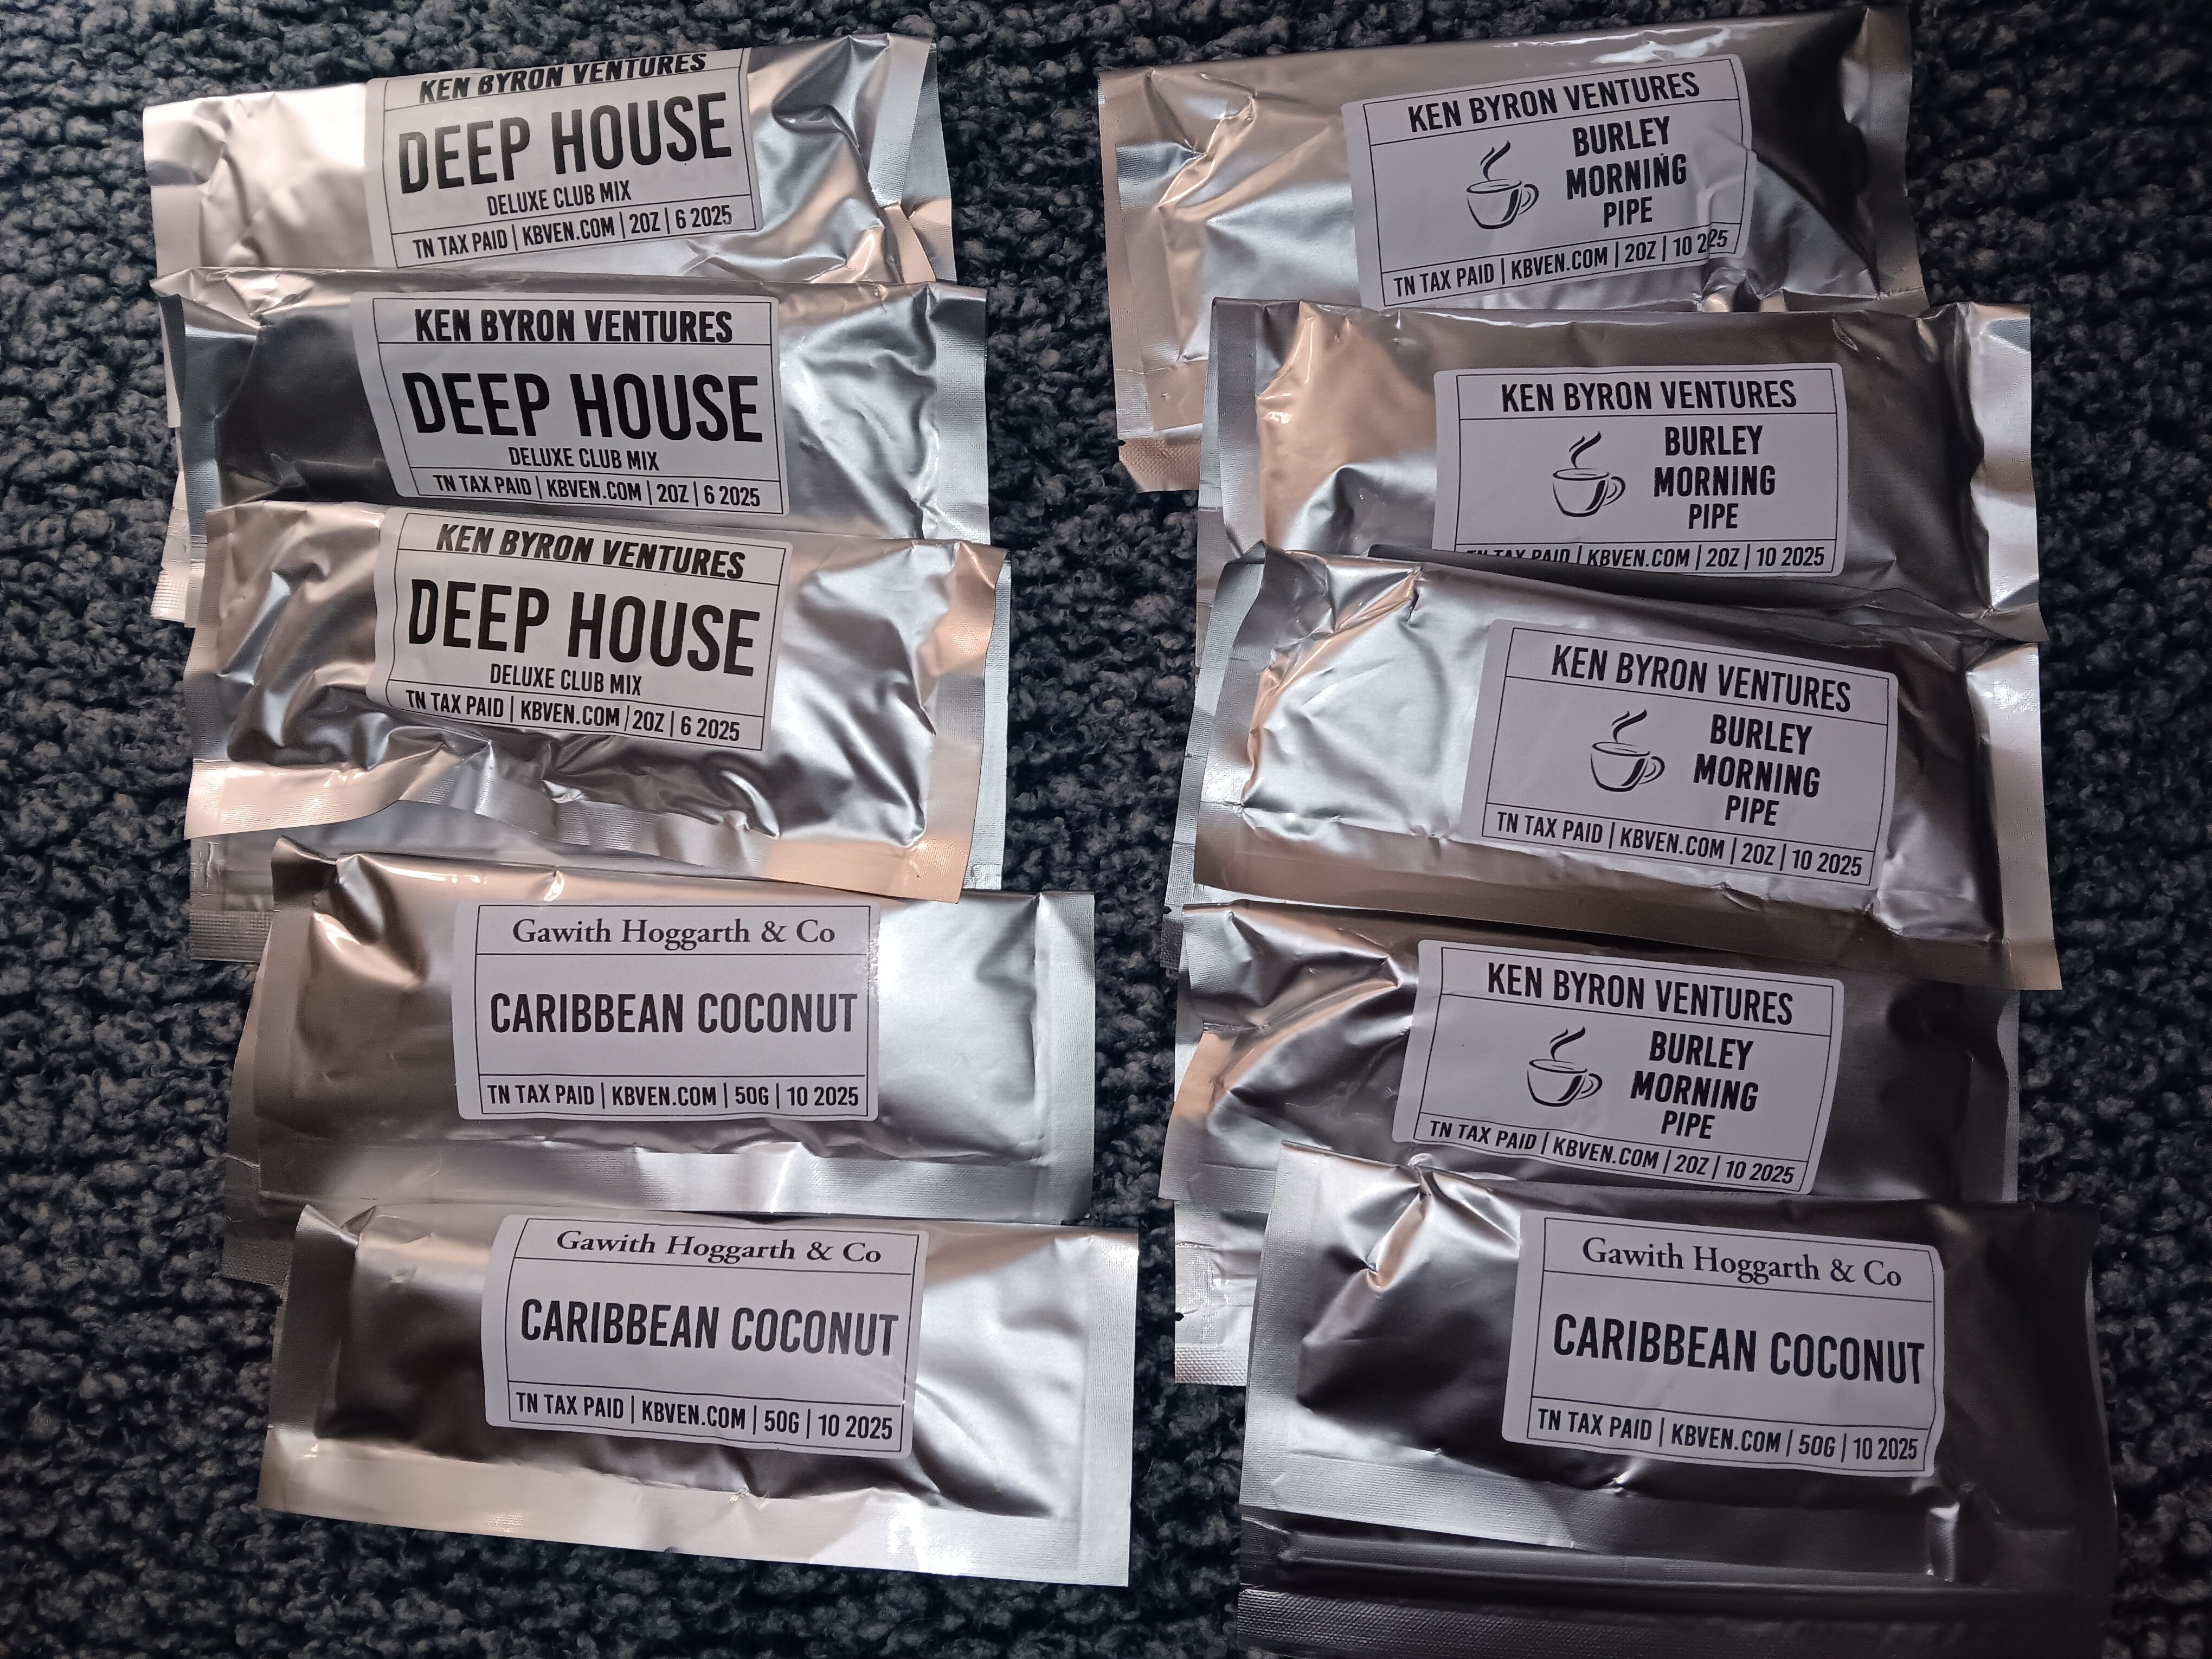 KEN BYRON VENTURES
DEEP HOUSE
DELUXE CLUB MIX
TN TAX PAID | KBVEN.COM | 2OZ | 6 2025
KEN BYRON VENTURES
DEEP HOUSE
DELUXE CLUB MIX
TN TAX PAID | KBVEN.COM | 2OZ | 6 2025
KEN BYRON VENTURES
DEEP HOUSE
DELUXE CLUB MIX
TN TAX PAID | KBVEN.COM | 2OZ | 6 2025
Gawith Hoggarth & Co
CARIBBEAN COCONUT
TN TAX PAID | KBVEN.COM | 50G | 10 2025
Gawith Hoggarth & Co
CARIBBEAN COCONUT
TN TAX PAID | KBVEN.COM | 50G | 10 2025
KEN BYRON VENTURES
BURLEY
MORNING
PIPE
TN TAX PAID | KBVEN.COM | 2OZ | 10 2025
KEN BYRON VENTURES
BURLEY
MORNING
PIPE
TN TAX PAID | KBVEN.COM | 2OZ | 10 2025
KEN BYRON VENTURES
BURLEY
MORNING
PIPE
TN TAX PAID | KBVEN.COM | 2OZ | 10 2025
KEN BYRON VENTURES
BURLEY
MORNING
PIPE
TN TAX PAID | KBVEN.COM | 2OZ | 10 2025
Gawith Hoggarth & Co
CARIBBEAN COCONUT
TN TAX PAID | KBVEN.COM | 50G | 10 2025